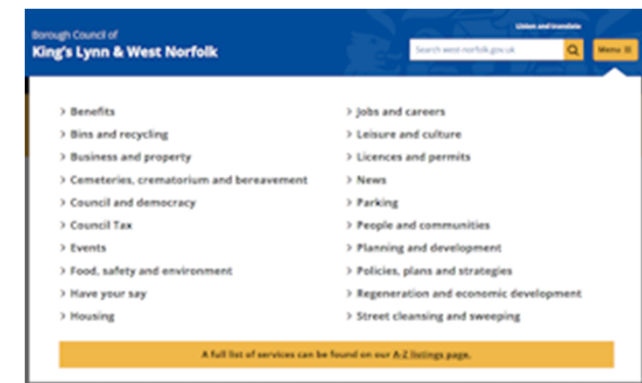 Listen and translate
Borough Council of
King's Lynn & West Norfolk
Search west-norfolk.gov.uk
Menu
> Benefits
> Bins and recycling
> Business and property
> Cemeteries, crematorium and bereavement
> Council and democracy
> Council Tax
> Events
> Food, safety and environment
> Have your say
> Housing
> Jobs and careers
> Leisure and culture
> Licences and permits
> News
> Parking
> People and communities
> Planning and development
> Policies, plans and strategies
> Regeneration and economic development
> Street cleansing and sweeping
A full list of services can be found on our A-Z listings page.